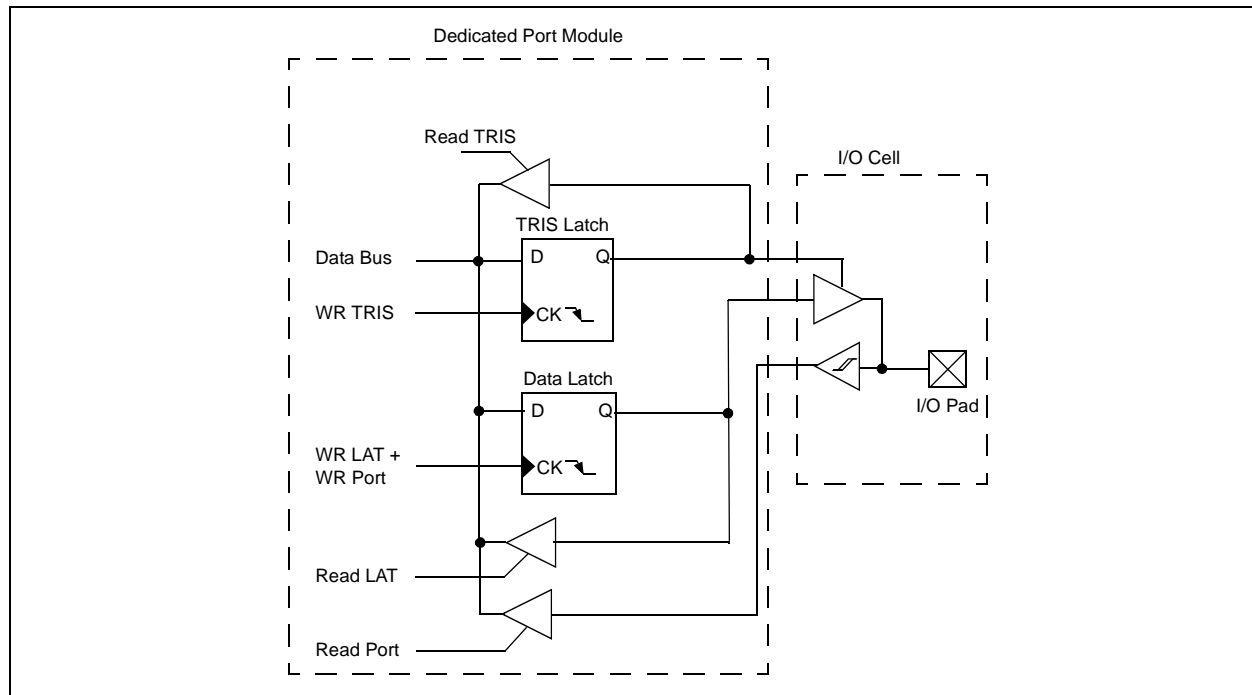 Dedicated Port Module
Read TRIS
I/O Cell
TRIS Latch
Data Bus
D
Q
WR TRIS
CK
Data Latch
D
Q
I/O Pad
WR LAT +
WR Port
CK
Read LAT
Read Port